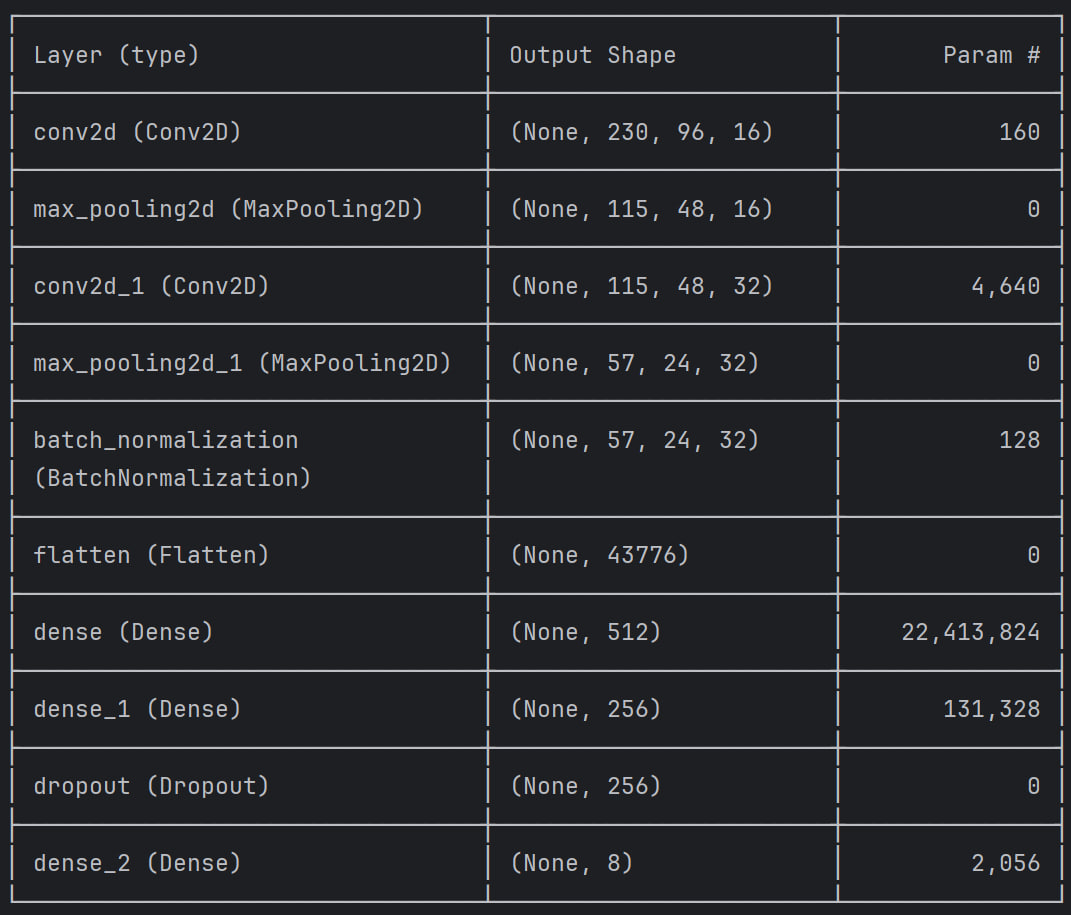 Layer (type) Output Shape Param #
conv2d (Conv2D) (None, 230, 96, 16) 160
max_pooling2d (MaxPooling2D) (None, 115, 48, 16) 0
conv2d_1 (Conv2D) (None, 115, 48, 32) 4,640
max_pooling2d_1 (MaxPooling2D) (None, 57, 24, 32) 0
batch_normalization (None, 57, 24, 32) 128
(BatchNormalization)
flatten (Flatten) (None, 43776) 0
dense (Dense) (None, 512) 22,413,824
dense_1 (Dense) (None, 256) 131,328
dropout (Dropout) (None, 256) 0
dense_2 (Dense) (None, 8) 2,056